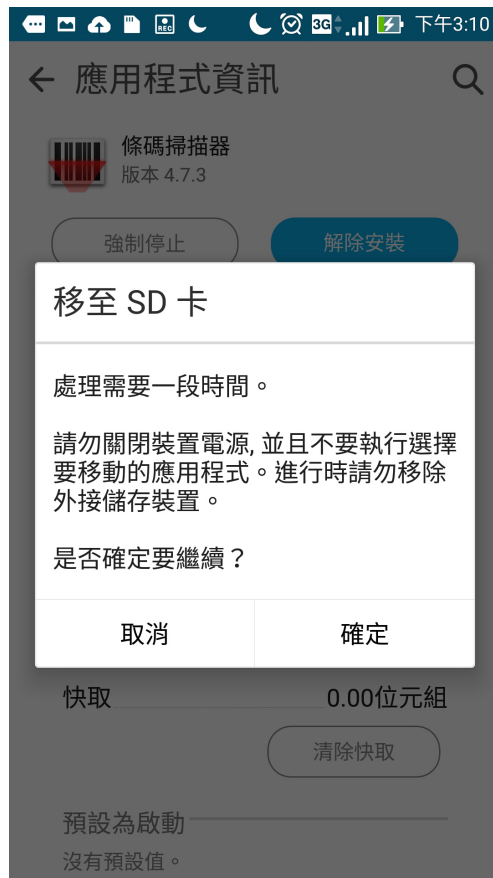 3G 下午3:10
REC
應用程式資訊
條碼掃描器
版本 4.7.3
強制停止 解除安裝
移至 SD 卡
處理需要一段時間。
請勿關閉裝置電源, 並且不要執行選擇
要移動的應用程式。進行時請勿移除
外接儲存裝置。
是否確定要繼續？
取消 確定
快取 0.00位元組
清除快取
預設為啟動
沒有預設值。